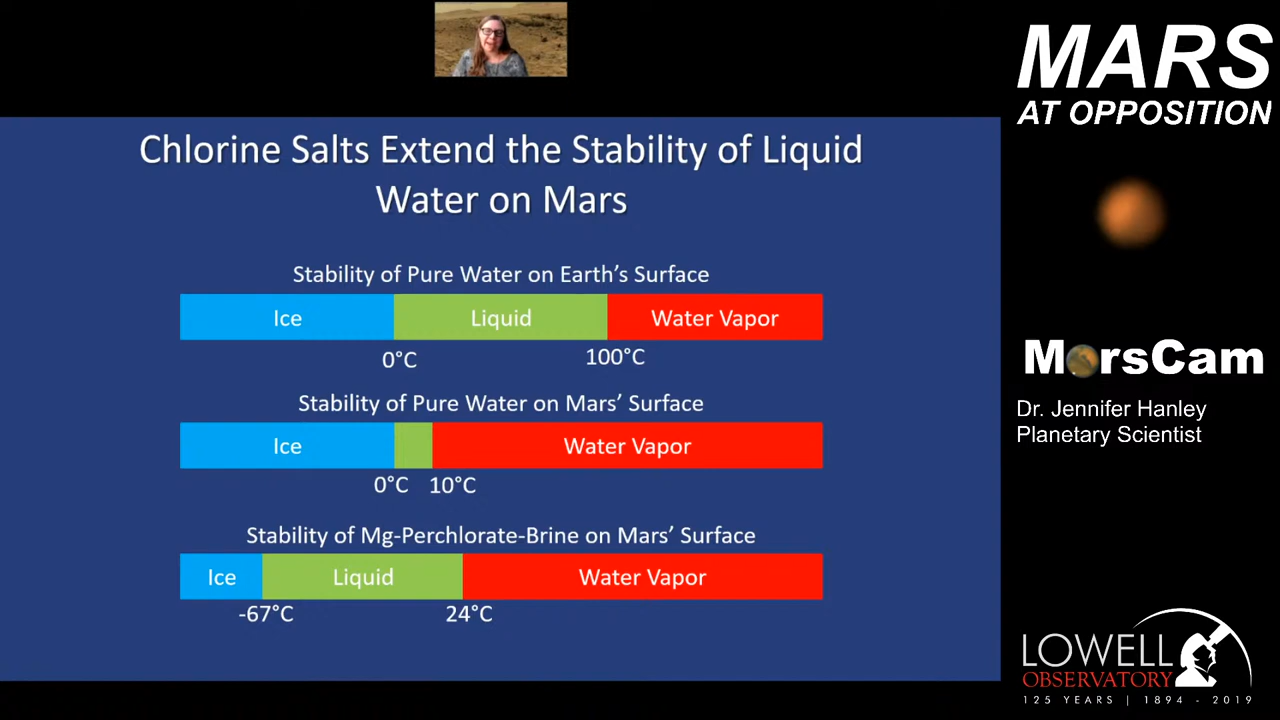 MARS
AT OPPOSITION
Chlorine Salts Extend the Stability of Liquid
Water on Mars
Stability of Pure Water on Earth's Surface
Ice Liquid Water Vapor
0°C 100°C
Stability of Pure Water on Mars' Surface
Ice Water Vapor
0°C 10°C
Stability of Mg-Perchlorate-Brine on Mars' Surface
Ice Liquid Water Vapor
-67°C 24°C
MarsCam
Dr. Jennifer Hanley
Planetary Scientist
LOWELL
OBSERVATORY
125 YEARS | 1894 - 2019